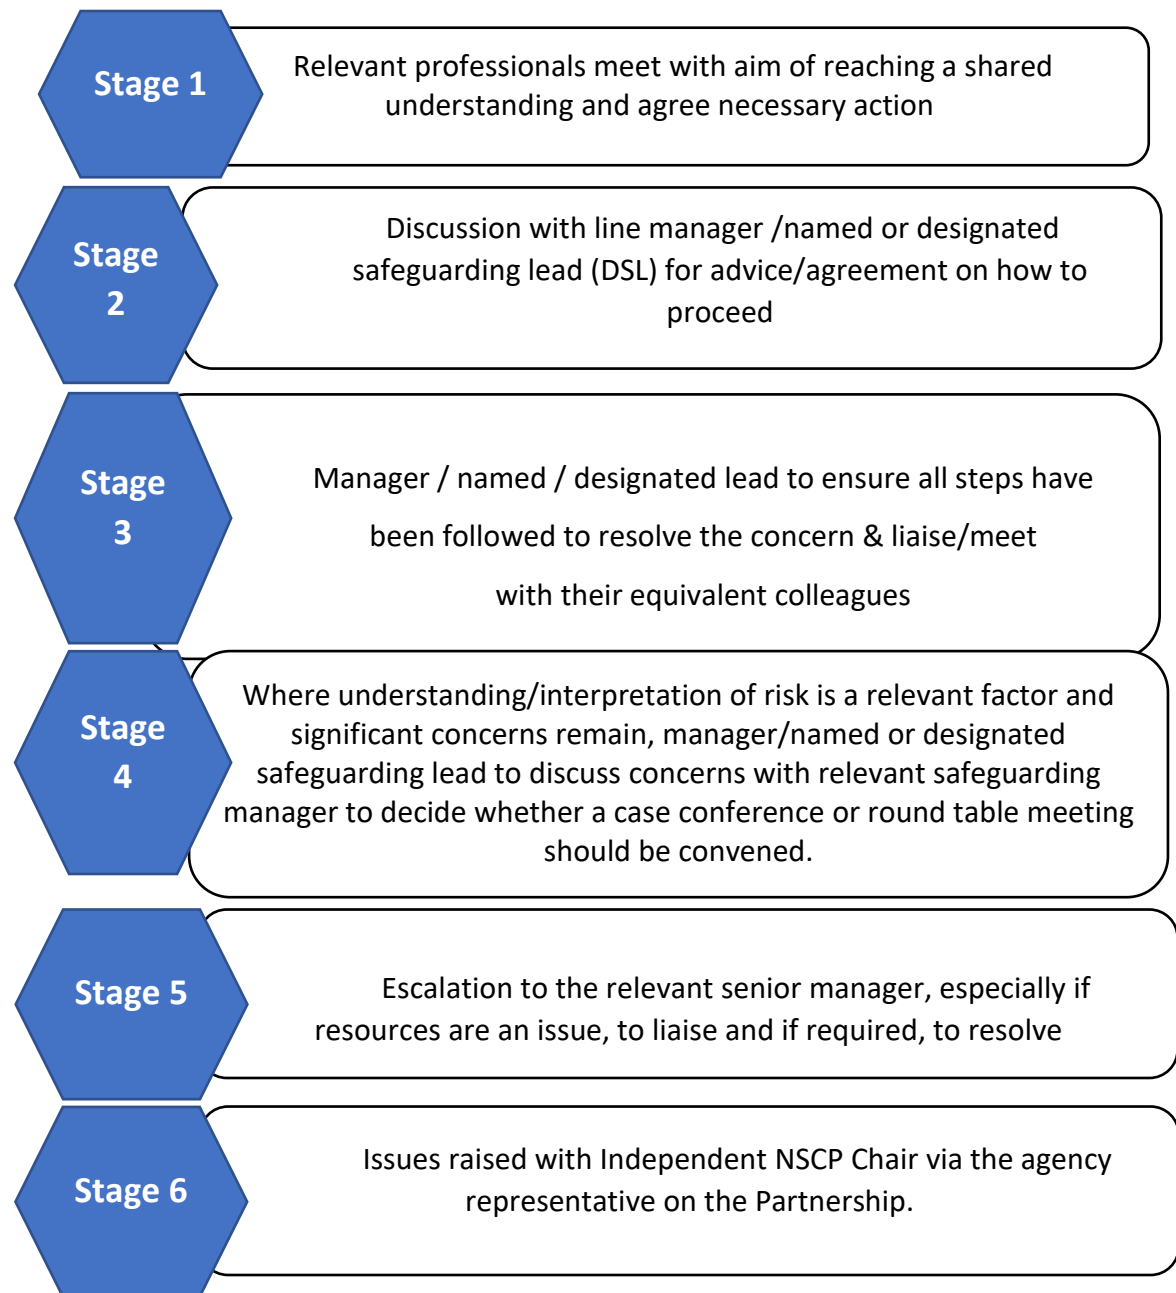 Stage 1
Relevant professionals meet with aim of reaching a shared
understanding and agree necessary action
Stage
2
Discussion with line manager /named or designated
safeguarding lead (DSL) for advice/agreement on how to
proceed
Stage
3
Manager / named / designated lead to ensure all steps have
been followed to resolve the concern & liaise/meet
with their equivalent colleagues
Stage
4
Where understanding/interpretation of risk is a relevant factor and
significant concerns remain, manager/named or designated
safeguarding lead to discuss concerns with relevant safeguarding
manager to decide whether a case conference or round table meeting
should be convened.
Stage 5
Escalation to the relevant senior manager, especially if
resources are an issue, to liaise and if required, to resolve
Stage 6
Issues raised with Independent NSCP Chair via the agency
representative on the Partnership.